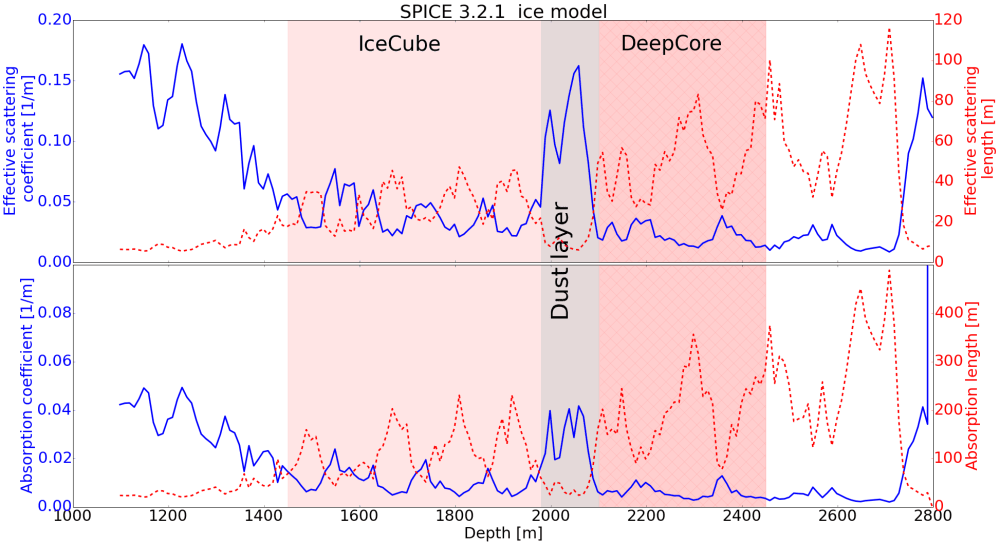 SPICE 3.2.1 ice model
0.20
0.15
0.10
0.05
0.00
Effective scattering
coefficient [1/m]
IceCube
DeepCore
120
100
80
60
40
20
0
Effective scattering
length [m]
Dust layer
0.08
0.06
0.04
0.02
0.00
Absorption coefficient [1/m]
400
300
200
100
0
Absorption length [m]
1000
1200
1400
1600
1800
2000
2200
2400
2600
2800
Depth [m]